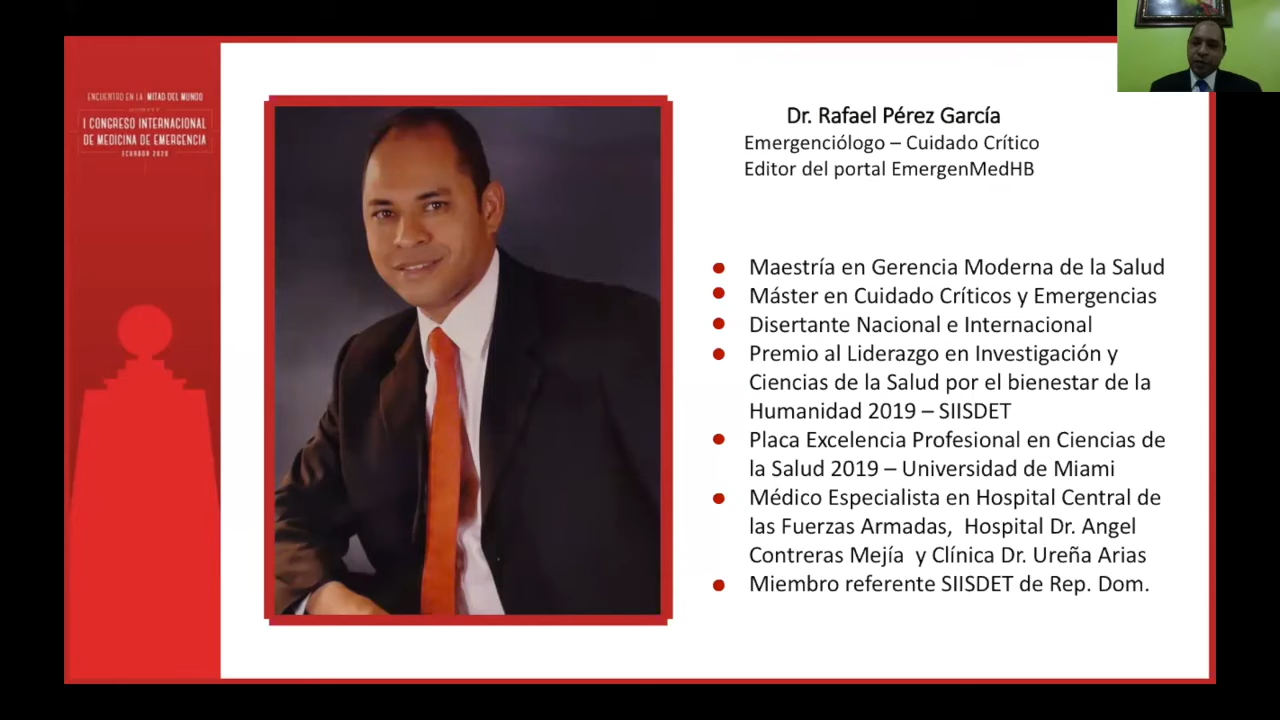 ENCUENTRO EN LA MITAD DEL MUNDO
I CONGRESO INTERNACIONAL
DE MEDICINA DE EMERGENCIA
ECUADOR 2020
Dr. Rafael Pérez García
Emergenciólogo – Cuidado Crítico
Editor del portal EmergenMedHB
Maestría en Gerencia Moderna de la Salud
Máster en Cuidado Críticos y Emergencias
Disertante Nacional e Internacional
Premio al Liderazgo en Investigación y
Ciencias de la Salud por el bienestar de la
Humanidad 2019 – SIISDET
Placa Excelencia Profesional en Ciencias de
la Salud 2019 – Universidad de Miami
Médico Especialista en Hospital Central de
las Fuerzas Armadas, Hospital Dr. Angel
Contreras Mejía y Clínica Dr. Ureña Arias
Miembro referente SIISDET de Rep. Dom.